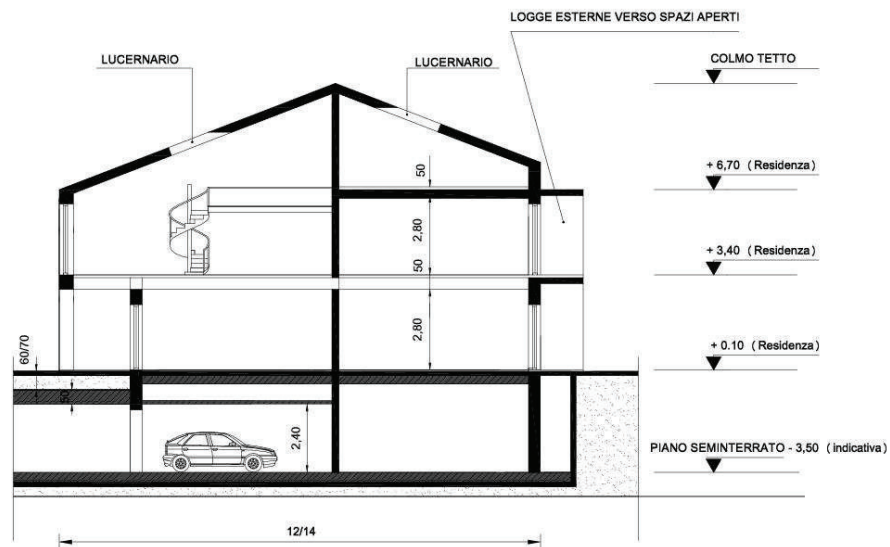 LOGGE ESTERNE VERSO SPAZI APERTI
LUCERNARIO
LUCERNARIO
COLMO TETTO
+ 6,70 ( Residenza)
50
2,80
+ 3,40 ( Residenza)
50
2,80
+ 0.10 ( Residenza)
60/70
50
2,40
PIANO SEMINTERRATO - 3,50 ( indicativa)
12/14